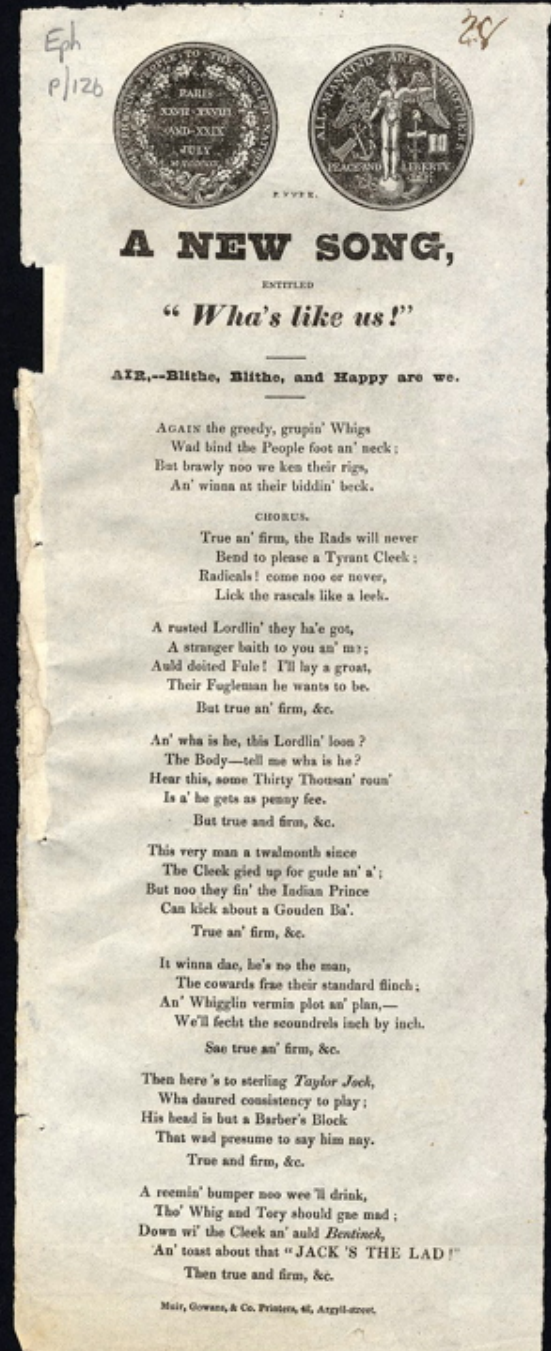 Eph
P/126
28
PEOPLE TO THE ENGLISH NATION
PARIS
XXVII XXVIII
AND XXIX
JULY
ALL MANKIND ARE BROTHERS
PEACE AND LIBERTY
A NEW SONG,
ENTITLED
“ Wha's like us!”
AIR,--Blithe, Blithe, and Happy are we.
AGAIN the greedy, grupin' Whigs
Wad bind the People foot an' neck;
But brawly noo we ken their rigs,
An' winna at their biddin' beck.
CHORUS.
True an' firm, the Rads will never
Bend to please a Tyrant Cleek;
Radicals! come noo or never,
Lick the rascals like a leek.
A rusted Lordlin' they ha'e got,
A stranger baith to you an' me;
Auld doited Fule! I'll lay a groat,
Their Fugleman he wants to be.
But true an' firm, &c.
An' wha is he, this Lordlin' loon?
The Body—tell me wha is he?
Hear this, some Thirty Thousan' roun'
Is a' he gets as penny fee.
But true and firm, &c.
This very man a twalmonth since
The Cleek gied up for gude an' a';
But noo they fin' the Indian Prince
Can kick about a Gouden Ba'.
True an' firm, &c.
It winna dae, he's no the man,
The cowards frae their standard flinch;
An' Whigglin vermin plot an' plan,—
We'll fecht the scoundrels inch by inch.
Sae true an' firm, &c.
Then here's to sterling Taylor Jock,
Wha daured consistency to play;
His head is but a Barber's Block
That wad presume to say him nay.
True and firm, &c.
A reemin' bumper noo wee'll drink,
Tho' Whig and Tory should gae mad;
Down wi' the Cleek an' auld Bentinck,
An' toast about that “JACK'S THE LAD!”
Then true and firm, &c.
Muir, Gowans, & Co. Printers, 42, Argyll-street.